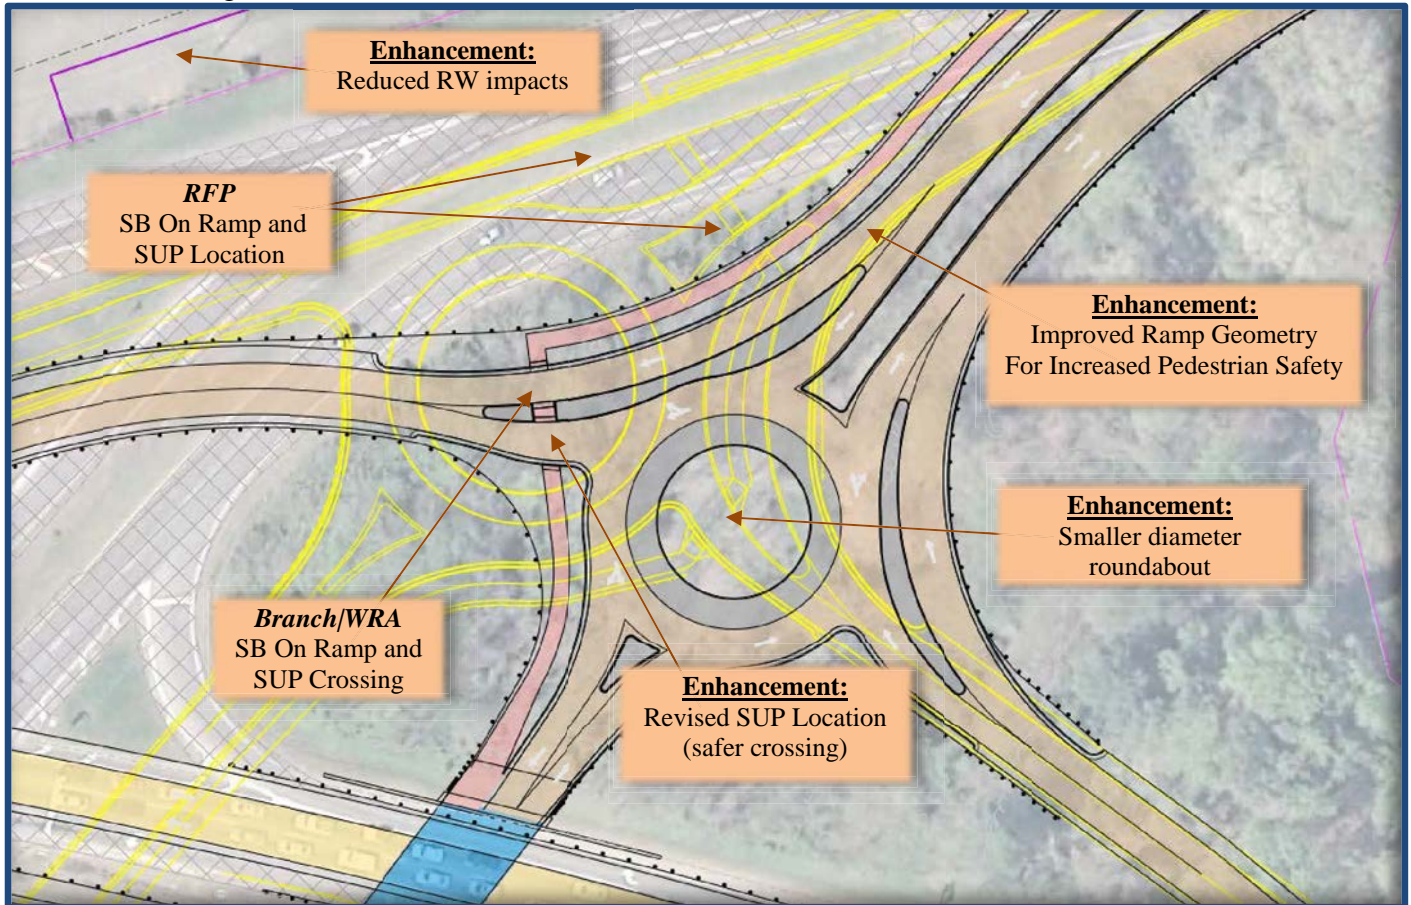 Enhancement:
Reduced RW impacts
RFP
SB On Ramp and
SUP Location
Enhancement:
Improved Ramp Geometry
For Increased Pedestrian Safety
Enhancement:
Smaller diameter
roundabout
Branch/WRA
SB On Ramp and
SUP Crossing
Enhancement:
Revised SUP Location
(safer crossing)